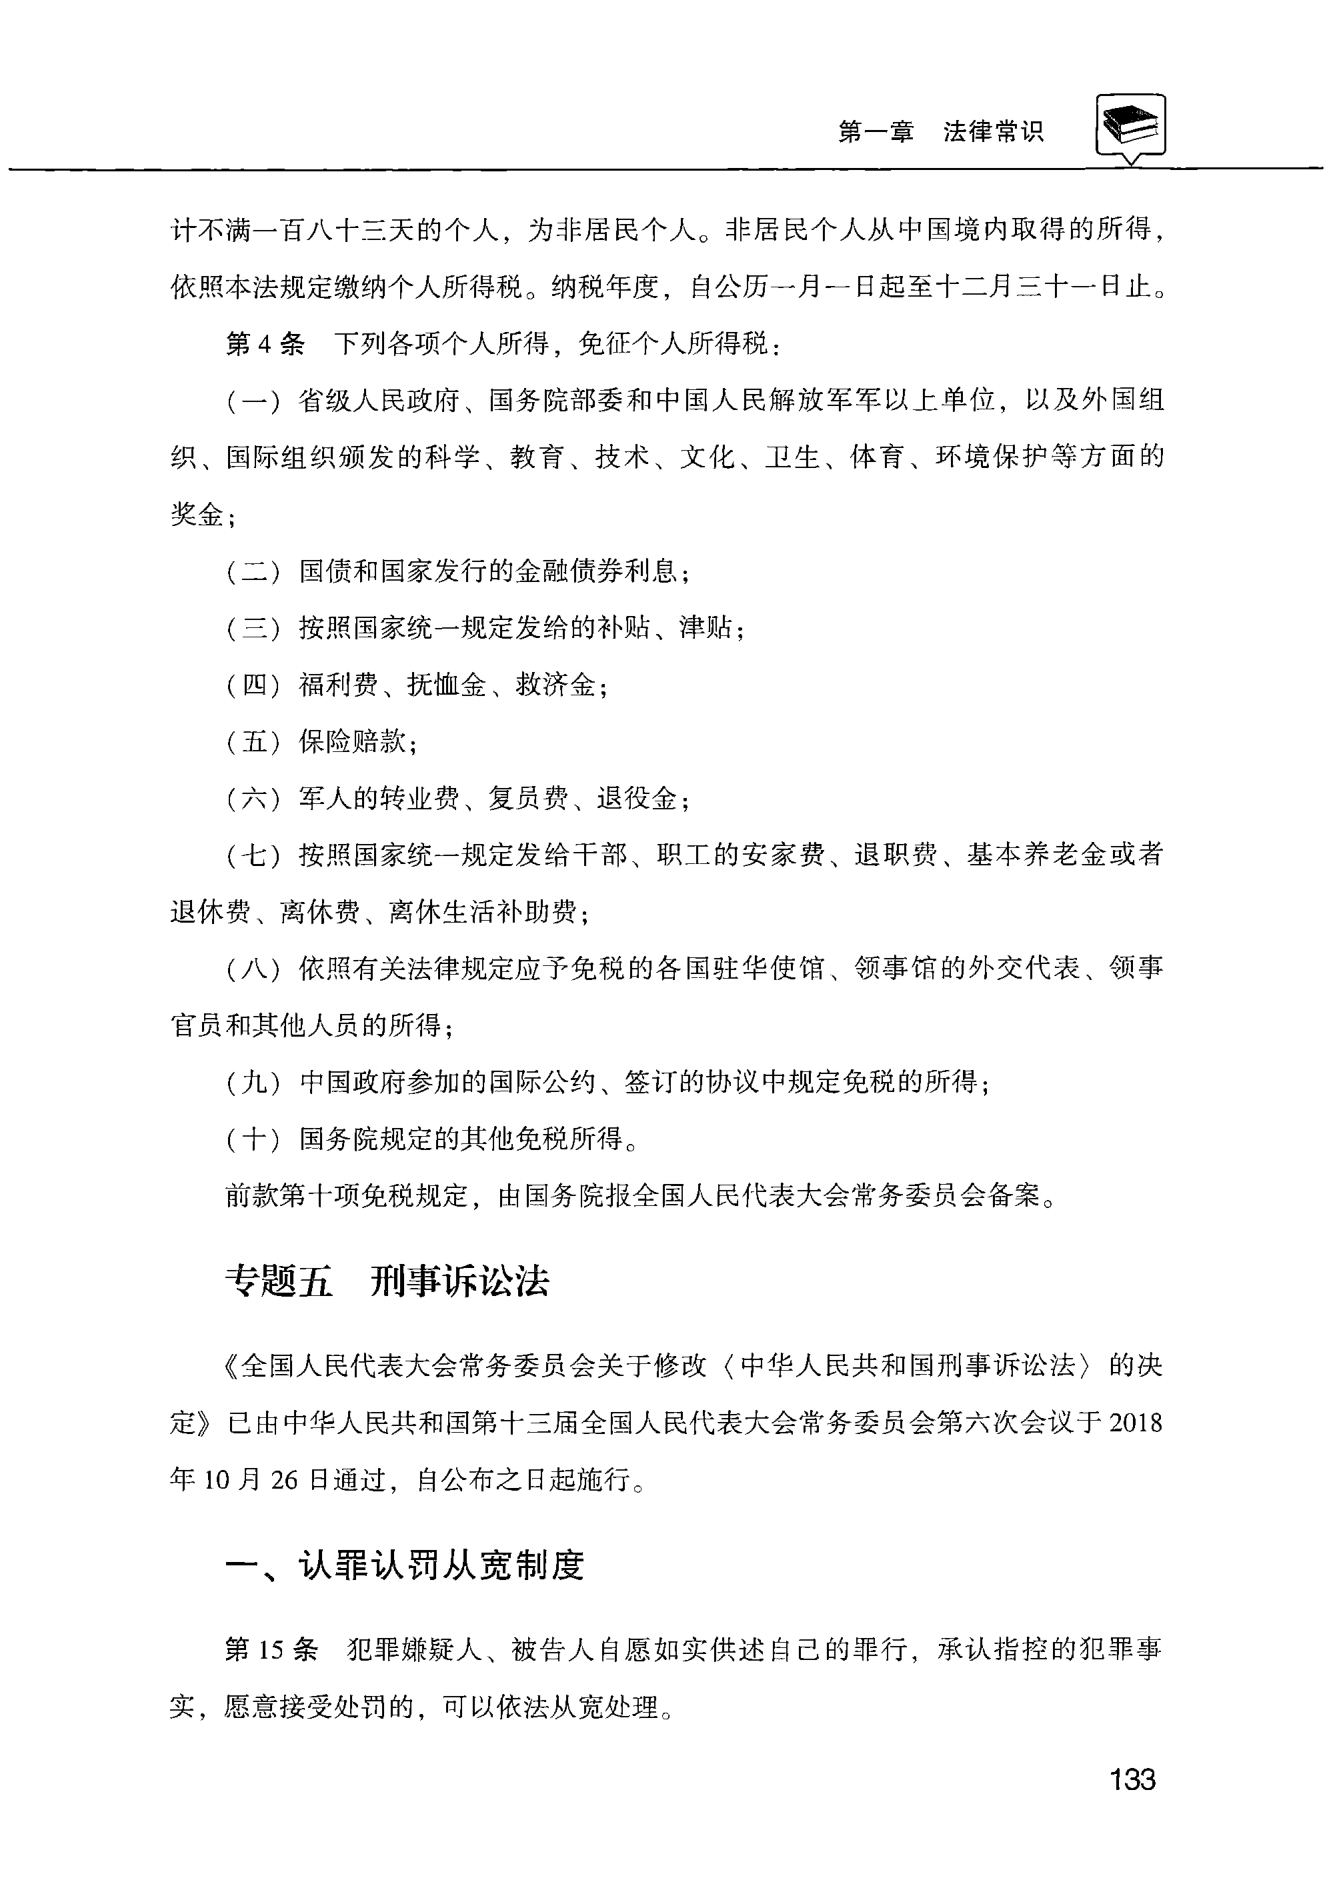 第一章 法律常识
计不满一百八十三天的个人，为非居民个人。非居民个人从中国境内取得的所得，
依照本法规定缴纳个人所得税。纳税年度，自公历一月一日起至十二月三十一日止。
第4条 下列各项个人所得，免征个人所得税：
（一）省级人民政府、国务院部委和中国人民解放军军以上单位，以及外国组
织、国际组织颁发的科学、教育、技术、文化、卫生、体育、环境保护等方面的
奖金；
（二）国债和国家发行的金融债券利息；
（三）按照国家统一规定发给的补贴、津贴；
（四）福利费、抚恤金、救济金；
（五）保险赔款；
（六）军人的转业费、复员费、退役金；
（七）按照国家统一规定发给干部、职工的安家费、退职费、基本养老金或者
退休费、离休费、离休生活补助费；
（八）依照有关法律规定应予免税的各国驻华使馆、领事馆的外交代表、领事
官员和其他人员的所得；
（九）中国政府参加的国际公约、签订的协议中规定免税的所得；
（十）国务院规定的其他免税所得。
前款第十项免税规定，由国务院报全国人民代表大会常务委员会备案。
专题五 刑事诉讼法
《全国人民代表大会常务委员会关于修改〈中华人民共和国刑事诉讼法〉的决
定》已由中华人民共和国第十三届全国人民代表大会常务委员会第六次会议于2018
年10月26日通过，自公布之日起施行。
一、认罪认罚从宽制度
第15条 犯罪嫌疑人、被告人自愿如实供述自己的罪行，承认指控的犯罪事
实，愿意接受处罚的，可以依法从宽处理。
133